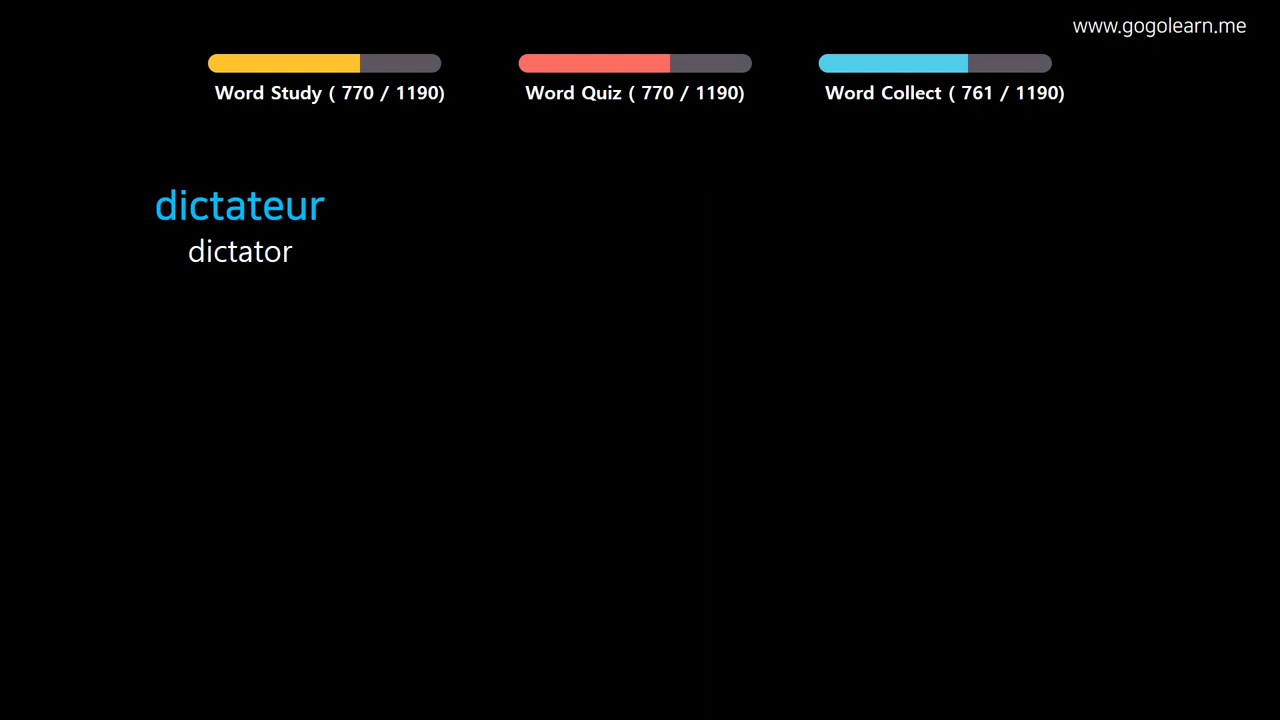 www.gogolearn.me
Word Study ( 770 / 1190)
Word Quiz ( 770 / 1190)
Word Collect ( 761 / 1190)
dictateur
dictator